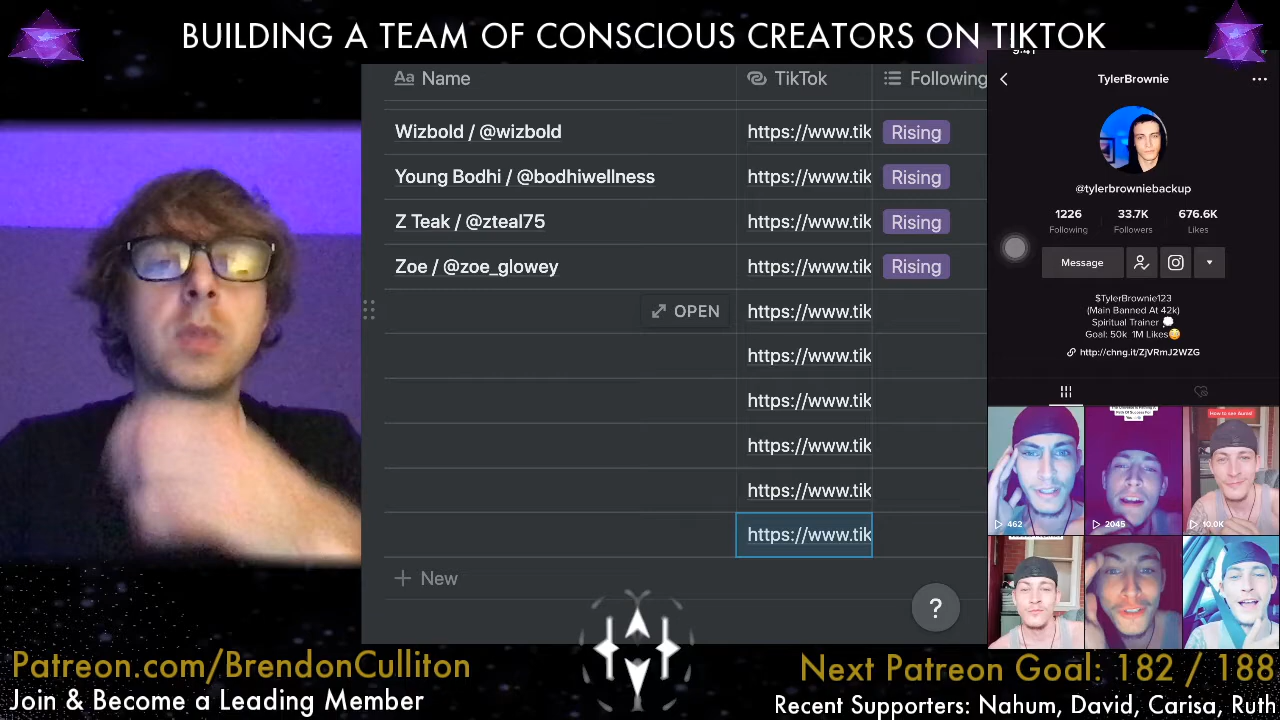 BUILDING A TEAM OF CONSCIOUS CREATORS ON TIKTOK
Aa Name
TikTok
Following
Wizbold / @wizbold
https://www.tik
Rising
Young Bodhi / @bodhiwellness
https://www.tik
Rising
Z Teak / @zteal75
https://www.tik
Rising
Zoe / @zoe_glowey
https://www.tik
Rising
OPEN
https://www.tik
https://www.tik
https://www.tik
https://www.tik
https://www.tik
https://www.tik
+ New
?
TylerBrownie
@tylerbrowniebackup
1226
Following
33.7K
Followers
676.6K
Likes
Message
$TylerBrownie123
(Main Banned At 42k)
Spiritual Trainer 💭
Goal: 50k 1M Likes
http://chng.it/ZjVRmJ2WZG
How to see Auras!
462
2045
10.0K
Patreon.com/BrendonCulliton
Join & Become a Leading Member
Next Patreon Goal: 182 / 188
Recent Supporters: Nahum, David, Carisa, Ruth